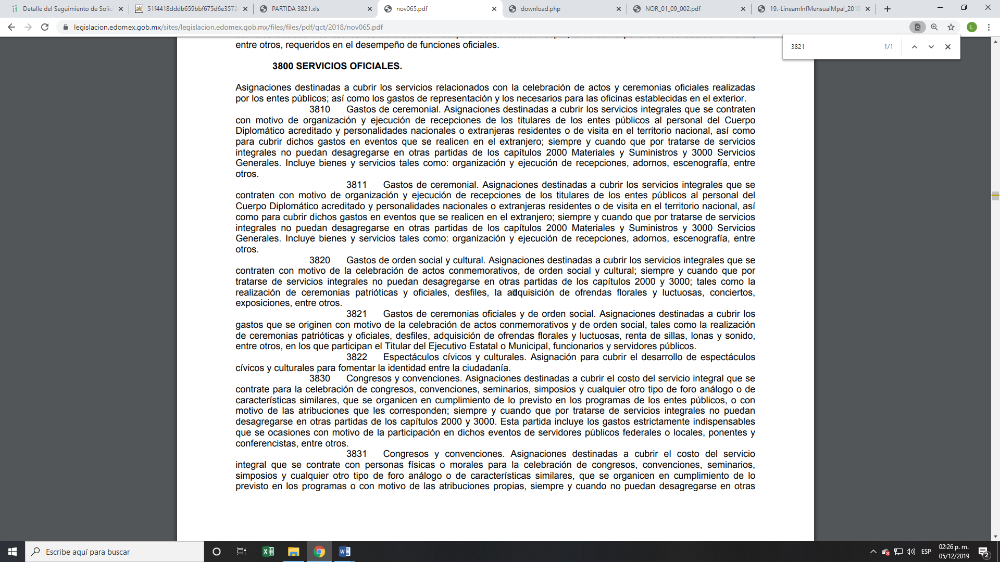 Detalle del Seguimiento de Solici
51f4418dddb659bbf675d6e3572
PARTIDA 3821.xls
nov065.pdf
download.php
NOR_01_09_002.pdf
19.-LineamInfMensualMpal_2019
legislacion.edomex.gob.mx/sites/legislacion.edomex.gob.mx/files/files/pdf/gct/2018/nov065.pdf
L
3821
1/1
entre otros, requeridos en el desempeño de funciones oficiales.
3800 SERVICIOS OFICIALES.
Asignaciones destinadas a cubrir los servicios relacionados con la celebración de actos y ceremonias oficiales realizadas
por los entes públicos; así como los gastos de representación y los necesarios para las oficinas establecidas en el exterior.
3810 Gastos de ceremonial. Asignaciones destinadas a cubrir los servicios integrales que se contraten
con motivo de organización y ejecución de recepciones de los titulares de los entes públicos al personal del Cuerpo
Diplomático acreditado y personalidades nacionales o extranjeras residentes o de visita en el territorio nacional, así como
para cubrir dichos gastos en eventos que se realicen en el extranjero; siempre y cuando que por tratarse de servicios
integrales no puedan desagregarse en otras partidas de los capítulos 2000 Materiales y Suministros y 3000 Servicios
Generales. Incluye bienes y servicios tales como: organización y ejecución de recepciones, adornos, escenografía, entre
otros.
3811 Gastos de ceremonial. Asignaciones destinadas a cubrir los servicios integrales que se
contraten con motivo de organización y ejecución de recepciones de los titulares de los entes públicos al personal del
Cuerpo Diplomático acreditado y personalidades nacionales o extranjeras residentes o de visita en el territorio nacional, así
como para cubrir dichos gastos en eventos que se realicen en el extranjero; siempre y cuando que por tratarse de servicios
integrales no puedan desagregarse en otras partidas de los capítulos 2000 Materiales y Suministros y 3000 Servicios
Generales. Incluye bienes y servicios tales como: organización y ejecución de recepciones, adornos, escenografía, entre
otros.
3820 Gastos de orden social y cultural. Asignaciones destinadas a cubrir los servicios integrales que se
contraten con motivo de la celebración de actos conmemorativos, de orden social y cultural; siempre y cuando que por
tratarse de servicios integrales no puedan desagregarse en otras partidas de los capítulos 2000 y 3000; tales como la
realización de ceremonias patrióticas y oficiales, desfiles, la adquisición de ofrendas florales y luctuosas, conciertos,
exposiciones, entre otros.
3821 Gastos de ceremonias oficiales y de orden social. Asignaciones destinadas a cubrir los
gastos que se originen con motivo de la celebración de actos conmemorativos y de orden social, tales como la realización
de ceremonias patrióticas y oficiales, desfiles, adquisición de ofrendas florales y luctuosas, renta de sillas, lonas y sonido,
entre otros, en los que participan el Titular del Ejecutivo Estatal o Municipal, funcionarios y servidores públicos.
3822 Espectáculos cívicos y culturales. Asignación para cubrir el desarrollo de espectáculos
cívicos y culturales para fomentar la identidad entre la ciudadanía.
3830 Congresos y convenciones. Asignaciones destinadas a cubrir el costo del servicio integral que se
contrate para la celebración de congresos, convenciones, seminarios, simposios y cualquier otro tipo de foro análogo o de
características similares, que se organicen en cumplimiento de lo previsto en los programas de los entes públicos, o con
motivo de las atribuciones que les corresponden; siempre y cuando que por tratarse de servicios integrales no puedan
desagregarse en otras partidas de los capítulos 2000 y 3000. Esta partida incluye los gastos estrictamente indispensables
que se ocasiones con motivo de la participación en dichos eventos de servidores públicos federales o locales, ponentes y
conferencistas, entre otros.
3831 Congresos y convenciones. Asignaciones destinadas a cubrir el costo del servicio
integral que se contrate con personas físicas o morales para la celebración de congresos, convenciones, seminarios,
simposios y cualquier otro tipo de foro análogo o de características similares, que se organicen en cumplimiento de lo
previsto en los programas o con motivo de las atribuciones propias, siempre y cuando no puedan desagregarse en otras
Escribe aquí para buscar
ESP
02:26 p. m.
05/12/2019
2